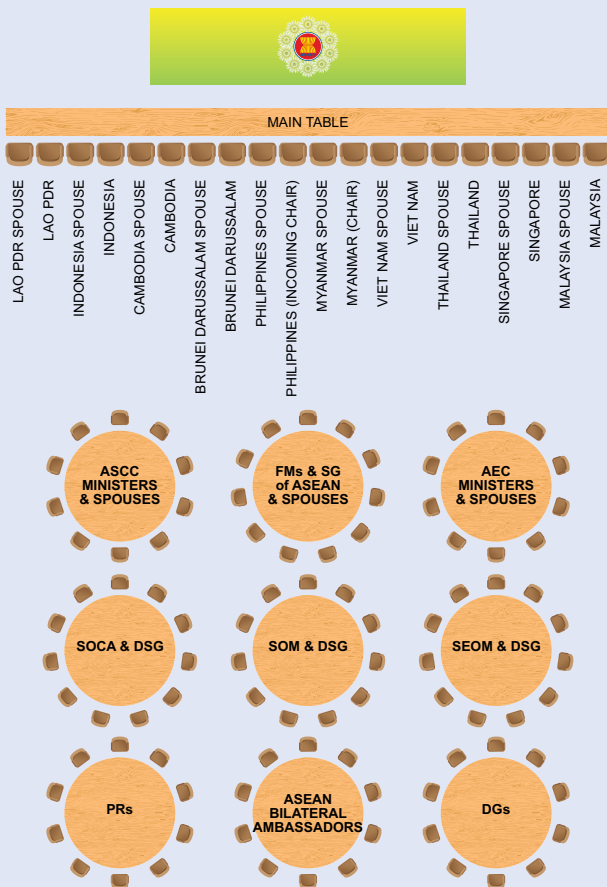 MAIN TABLE
LAO PDR SPOUSE
LAO PDR
INDONESIA SPOUSE
INDONESIA
CAMBODIA SPOUSE
CAMBODIA
BRUNEI DARUSSALAM SPOUSE
BRUNEI DARUSSALAM
PHILIPPINES SPOUSE
PHILIPPINES (INCOMING CHAIR)
MYANMAR SPOUSE
MYANMAR (CHAIR)
VIET NAM SPOUSE
VIET NAM
THAILAND SPOUSE
THAILAND
SINGAPORE SPOUSE
SINGAPORE
MALAYSIA SPOUSE
MALAYSIA
ASCC
MINISTERS
& SPOUSES
FMs & SG
of ASEAN
& SPOUSES
AEC
MINISTERS
& SPOUSES
SOCA & DSG
SOM & DSG
SEOM & DSG
PRs
ASEAN
BILATERAL
AMBASSADORS
DGs